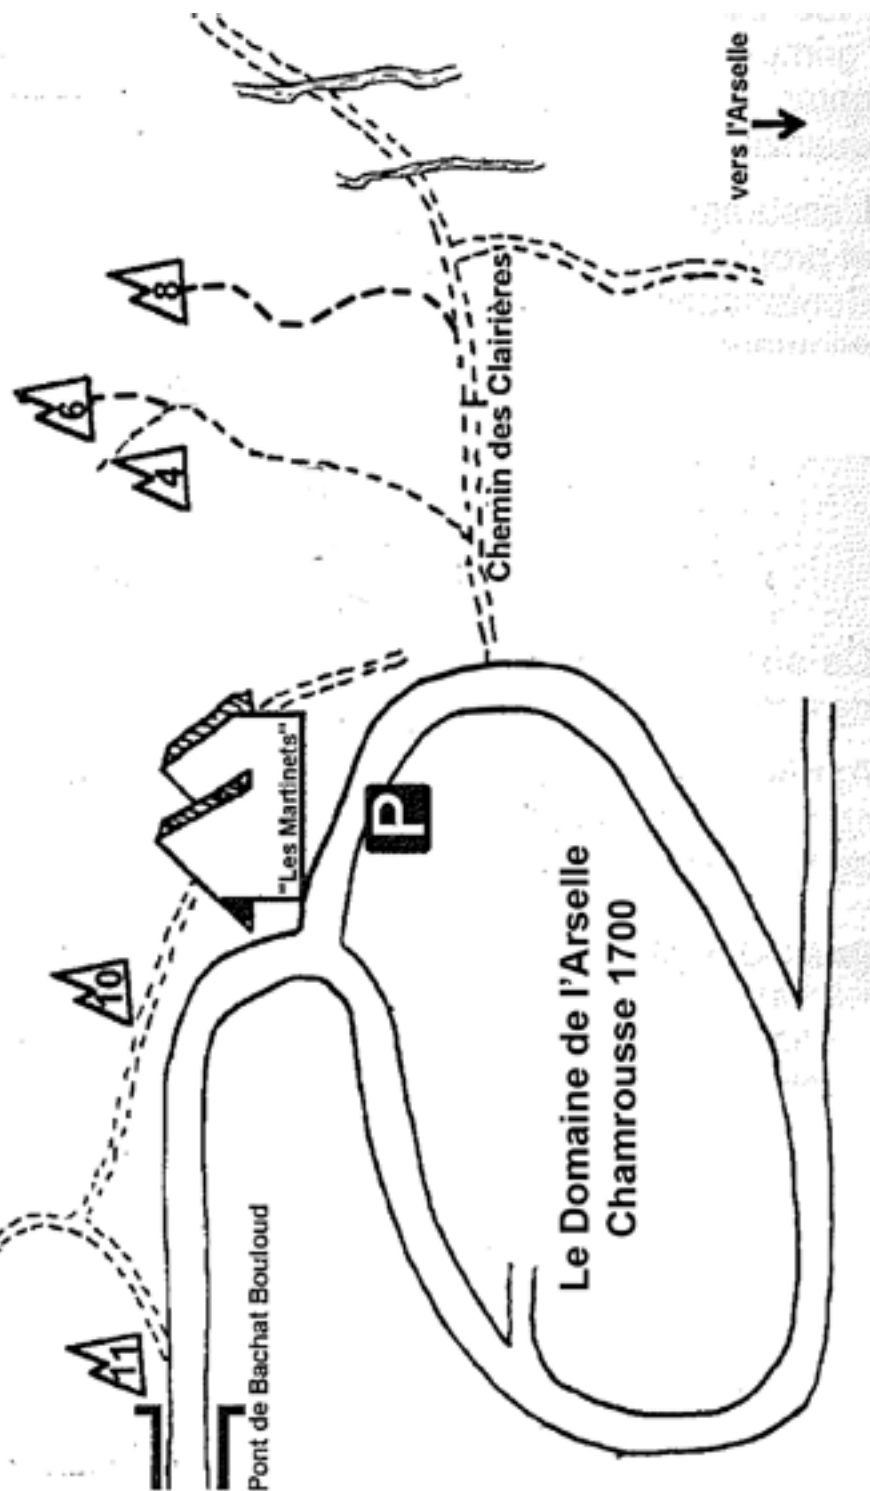 11
10
4
6
8
Pont de Bachat Bouloud
"Les Martinets"
P
Chemin des Clairières
vers l'Arselle
Le Domaine de l'Arselle
Chamrousse 1700